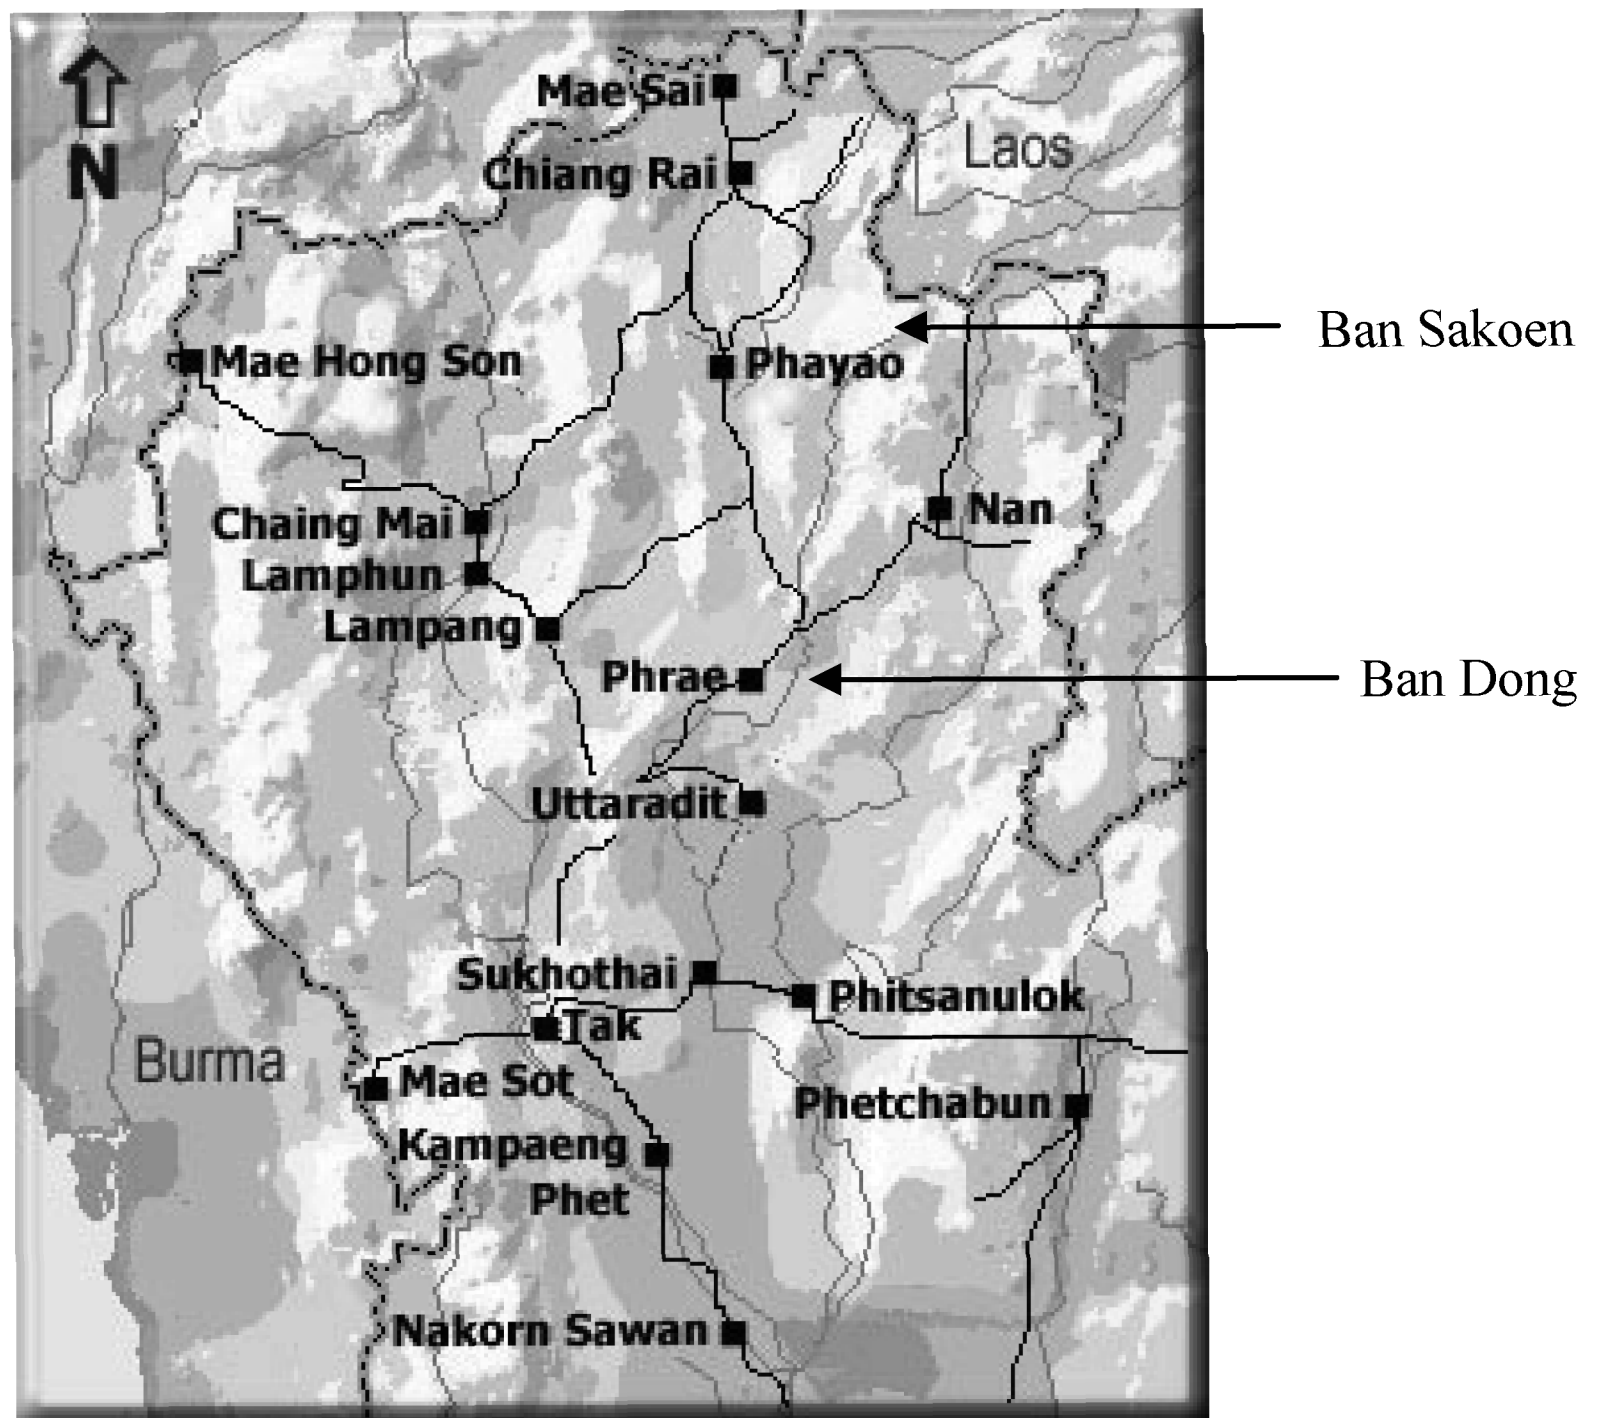 Mae Sai
Laos
N
Chiang Rai
Ban Sakoen
Mae Hong Son
Phayao
Nan
Chaing Mai
Lamphun
Lampang
Phrae
Ban Dong
Uttaradit
Sukhothai
Phitsanulok
Tak
Burma
Mae Sot
Phetchabun
Kampaeng
Phet
Nakorn Sawan